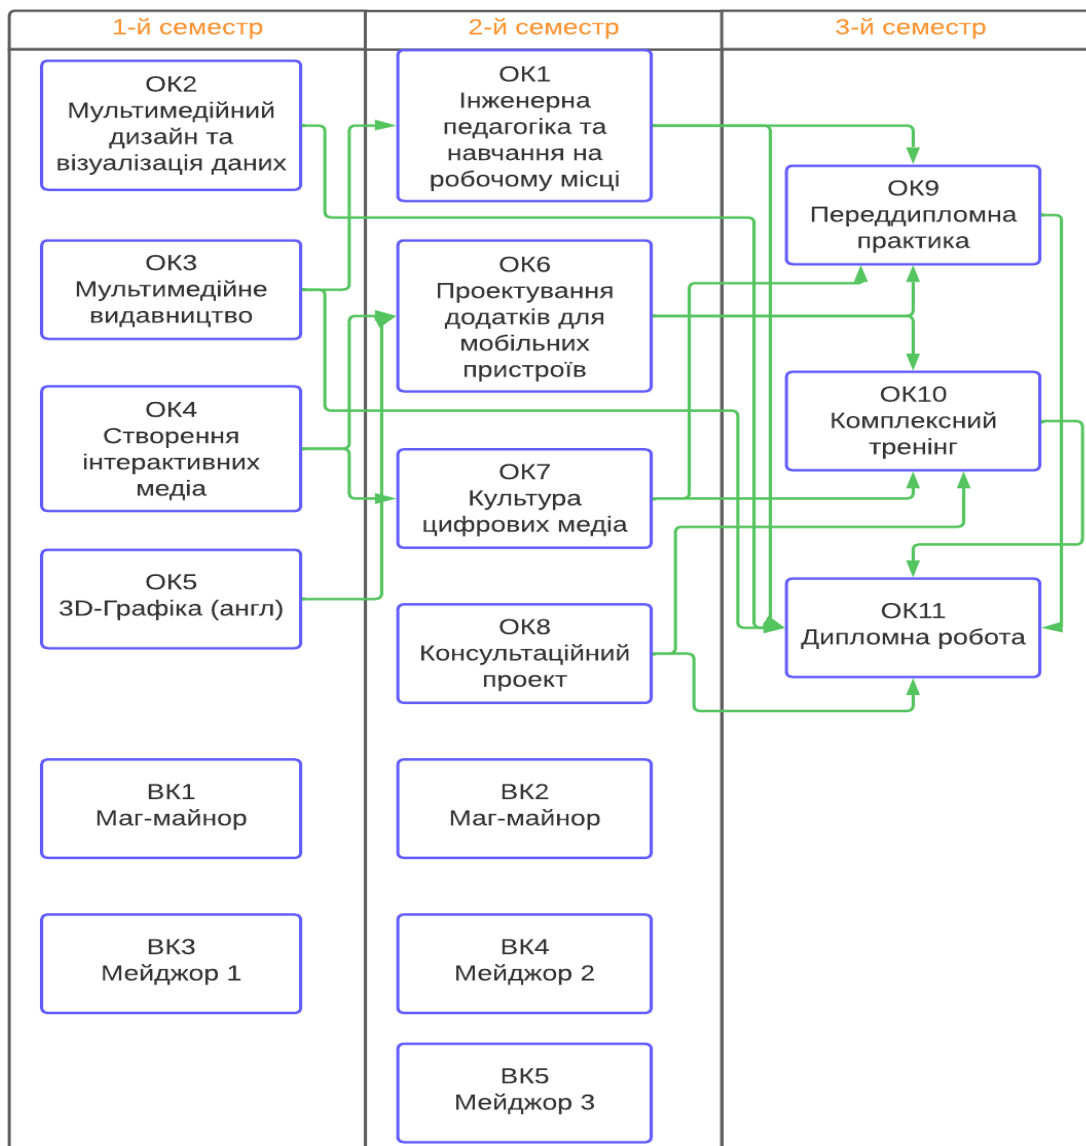 1-й семестр
2-й семестр
3-й семестр
ОК2
Мультимедійний
дизайн та
візуалізація даних
ОК3
Мультимедійне
видавництво
ОК4
Створення
інтерактивних
медіа
ОК5
3D-Графіка (англ)
ВК1
Маг-майнор
ВК3
Мейджор 1
ОК1
Інженерна
педагогіка та
навчання на
робочому місці
ОК6
Проектування
додатків для
мобільних
пристроїв
ОК7
Культура
цифрових медіа
ОК8
Консультаційний
проект
ВК2
Маг-майнор
ВК4
Мейджор 2
ВК5
Мейджор 3
ОК9
Переддипломна
практика
ОК10
Комплексний
тренінг
ОК11
Дипломна робота